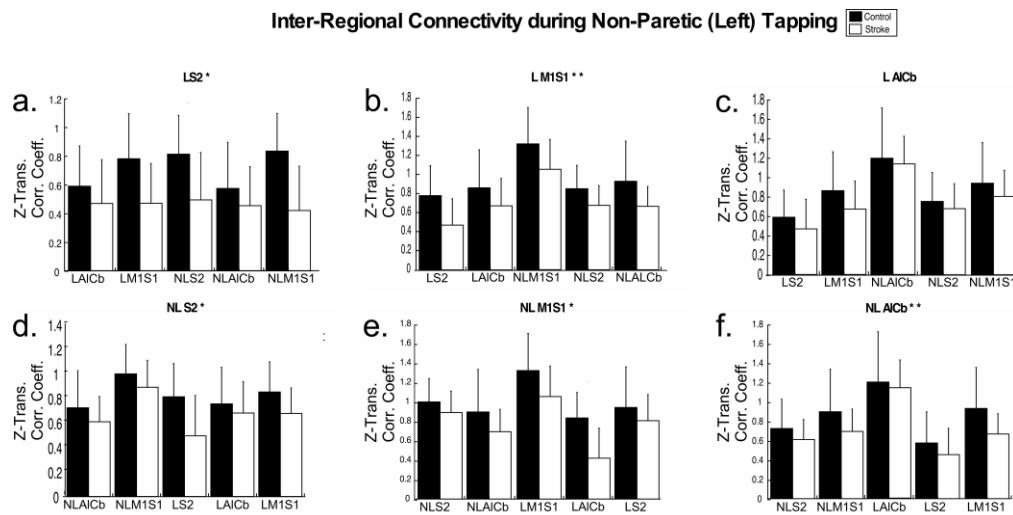 Inter-Regional Connectivity during Non-Paretic (Left) Tapping
Control
Stroke
a.
LS2 *
Z-Trans.
Corr. Coeff.
1.2
1
0.8
0.6
0.4
0.2
0
LAICb LM1S1 NLS2 NLAICb NLM1S1
b.
L M1S1 * *
Z-Trans.
Corr. Coeff.
1.8
1.6
1.4
1.2
1
0.8
0.6
0.4
0.2
0
LS2 LAICb NLM1S1 NLS2 NLALCb
c.
L AICb
Z-Trans.
Corr. Coeff.
1.8
1.6
1.4
1.2
1
0.8
0.6
0.4
0.2
0
LS2 LM1S1 NLAICb NLS2 NLM1S1
d.
NL S2 *
Z-Trans.
Corr. Coeff.
1.4
1.2
1
0.8
0.6
0.4
0.2
0
NLAICb NLM1S1 LS2 LAICb LM1S1
:
e.
NL M1S1 *
Z-Trans.
Corr. Coeff.
1.8
1.6
1.4
1.2
1
0.8
0.6
0.4
0.2
0
NLS2 NLAICb LM1S1 LAICb LS2
f.
NL AICb * *
Z-Trans.
Corr. Coeff.
1.8
1.6
1.4
1.2
1
0.8
0.6
0.4
0.2
0
NLS2 NLM1S1 LAICb LS2 LM1S1